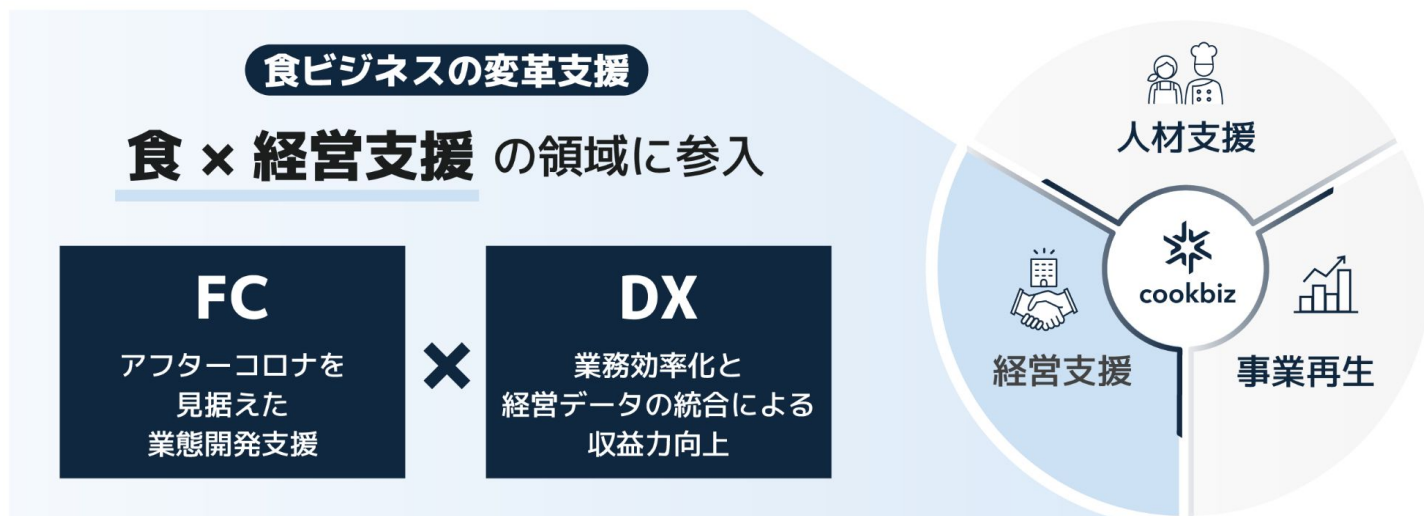 食ビジネスの変革支援
食 × 経営支援 の領域に参入
FC
アフターコロナを
見据えた
業態開発支援
×
DX
業務効率化と
経営データの統合による
収益力向上
人材支援
cookbiz
経営支援
事業再生